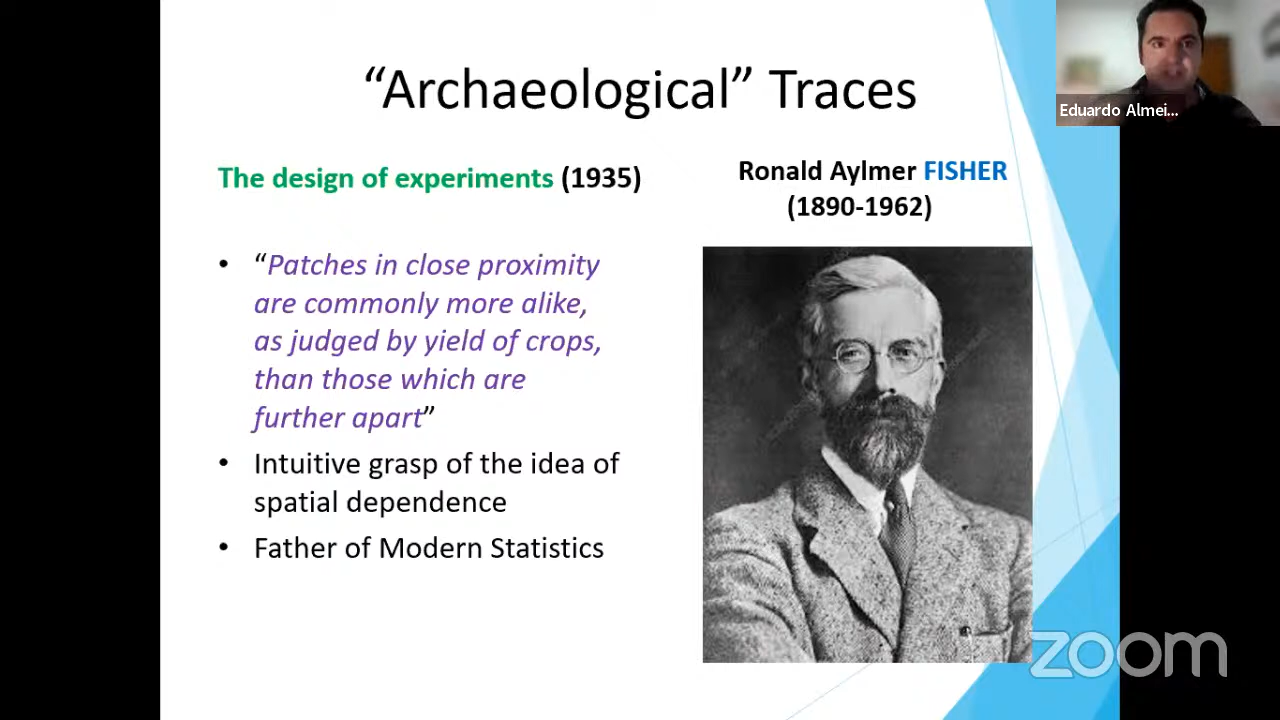 “Archaeological” Traces
Eduardo Almei...
The design of experiments (1935)
• “Patches in close proximity
are commonly more alike,
as judged by yield of crops,
than those which are
further apart”
• Intuitive grasp of the idea of
spatial dependence
• Father of Modern Statistics
Ronald Aylmer FISHER
(1890-1962)
zoom